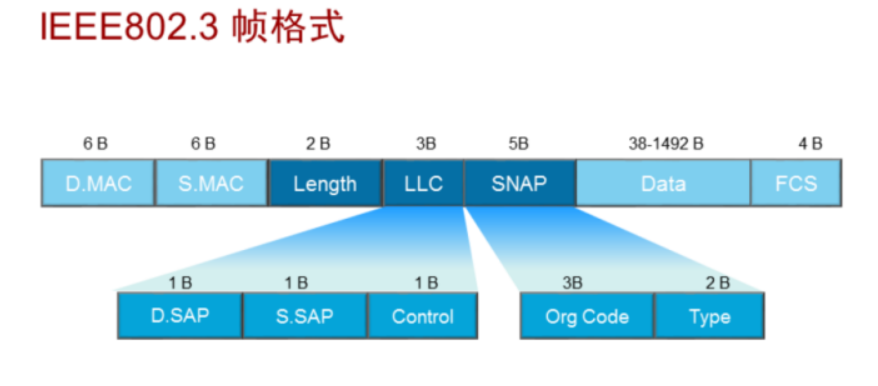 IEEE802.3 帧格式
6 B 6 B 2 B 3B 5B 38-1492 B 4 B
D.MAC S.MAC Length LLC SNAP Data FCS
1 B 1 B 1 B 3B 2 B
D.SAP S.SAP Control Org Code Type